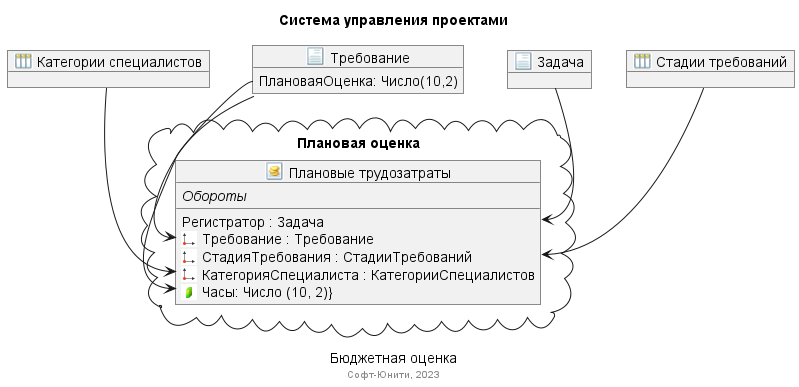 Система управления проектами
Категории специалистов
Требование
ПлановаяОценка: Число(10,2)
Задача
Стадии требований
Плановая оценка
Плановые трудозатраты
Обороты
Регистратор : Задача
Требование : Требование
СтадияТребования : СтадииТребований
КатегорияСпециалиста : КатегорииСпециалистов
Часы: Число (10, 2)}
Бюджетная оценка
Софт-Юнити, 2023